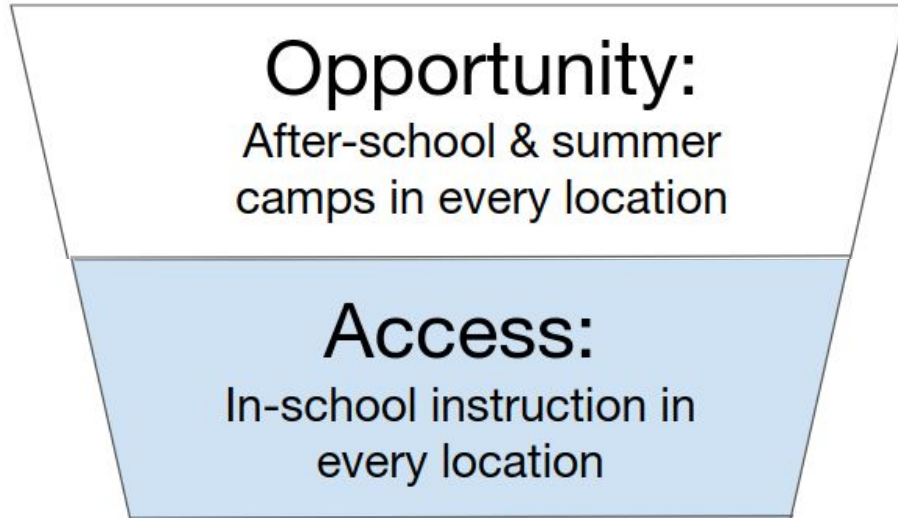 Opportunity:
After-school & summer
camps in every location
Access:
In-school instruction in
every location